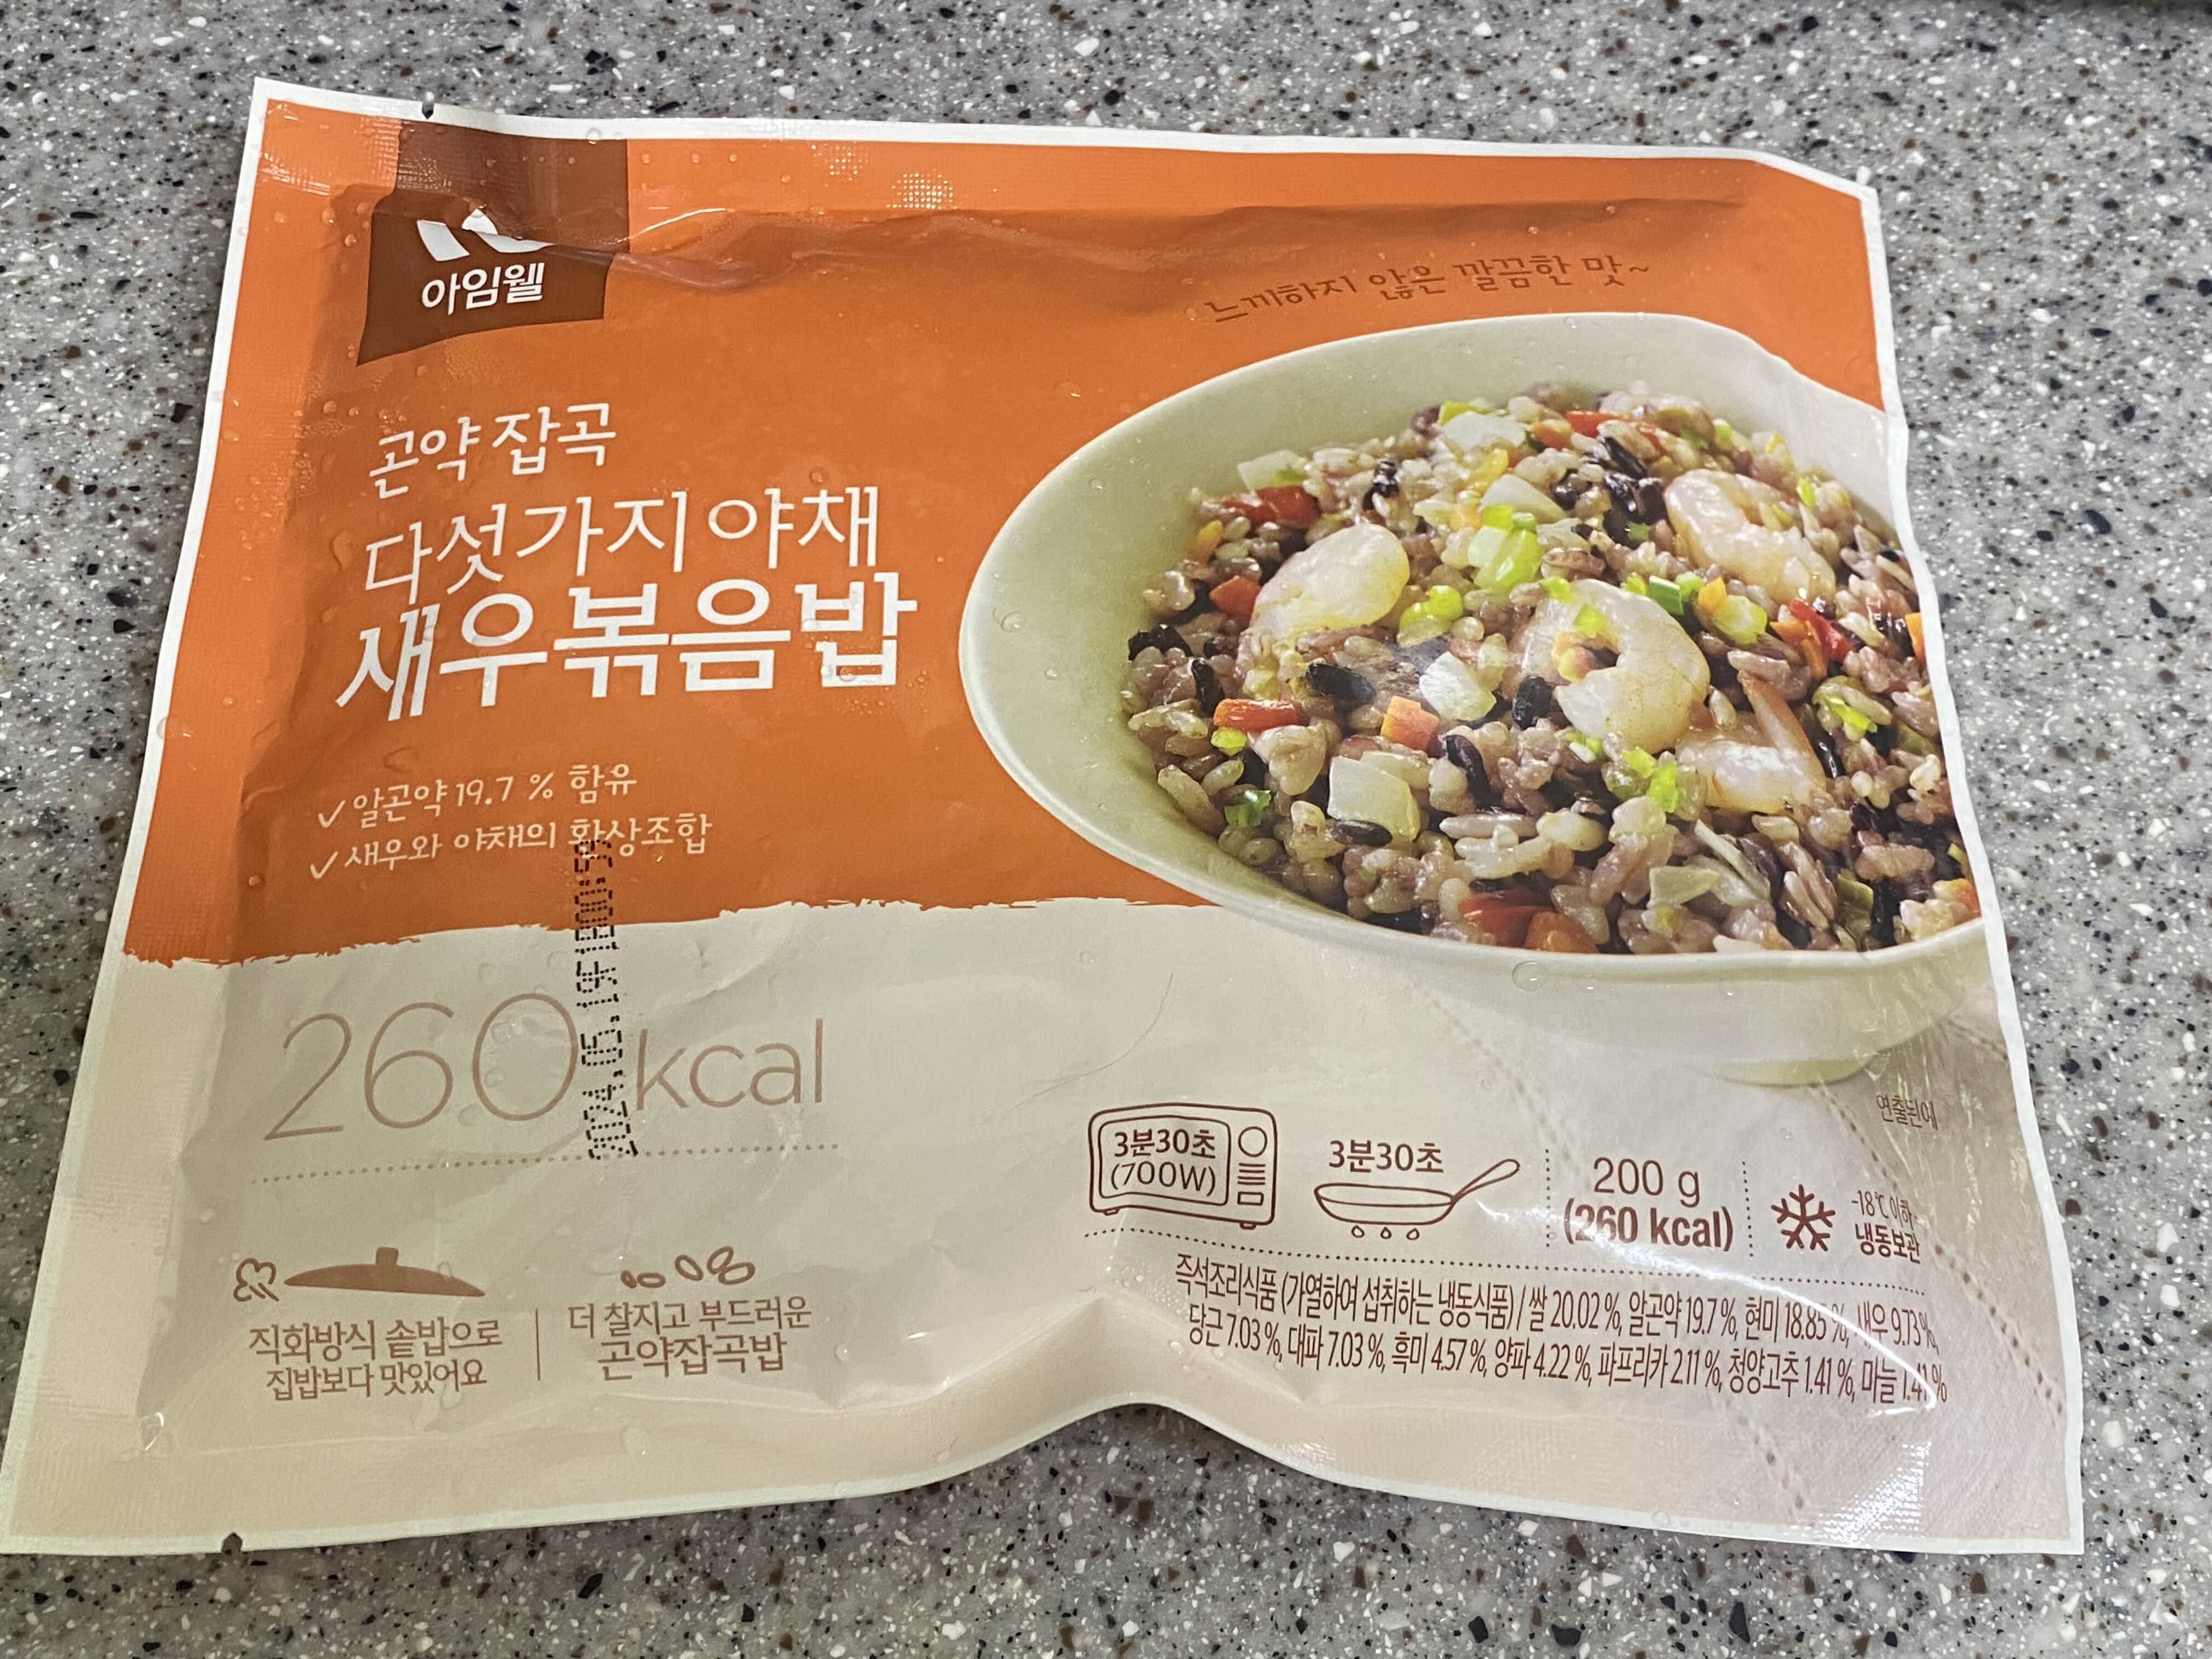 아임웰
느끼하지 않은 깔끔한 맛~
곤약 잡곡
다섯가지 야채
새우볶음밥
✓ 알곤약 19.7 % 함유
✓ 새우와 야채의 환상조합
260 kcal
3분30초
(700W)
3분30초
200 g
(260 kcal)
-18℃ 이하
냉동보관
직화방식 솥밥으로
집밥보다 맛있어요
더 찰지고 부드러운
곤약잡곡밥
즉석조리식품 (가열하여 섭취하는 냉동식품) / 쌀 20.02 %, 알곤약 19.7 %, 현미 18.85 %, 새우 9.73 %,
당근 7.03 %, 대파 7.03 %, 흑미 4.57 %, 양파 4.22 %, 파프리카 2.11 %, 청양고추 1.41 %, 마늘 1.41 %